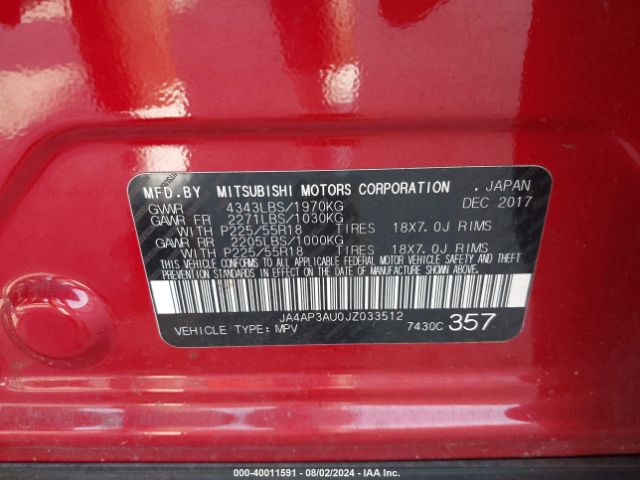 MFD.BY MITSUBISHI MOTORS CORPORATION . JAPAN
GVWR 4343LBS/1970KG DEC 2017
GAWR FR 2271LBS/1030KG
WITH P225/55R18 TIRES 18X7.0J RIMS
GAWR RR 2205LBS/1000KG
WITH P225/55R18 TIRES 18X7.0J RIMS
THIS VEHICLE CONFORMS TO ALL APPLICABLE FEDERAL MOTOR VEHICLE SAFETY AND THEFT
PREVENTION STANDARDS IN EFFECT ON THE DATE OF MANUFACTURE SHOWN ABOVE.
JA4AP3AU0JZ033512
VEHICLE TYPE: MPV 7430C 357
000-40011591 - 08/02/2024 - IAA Inc.